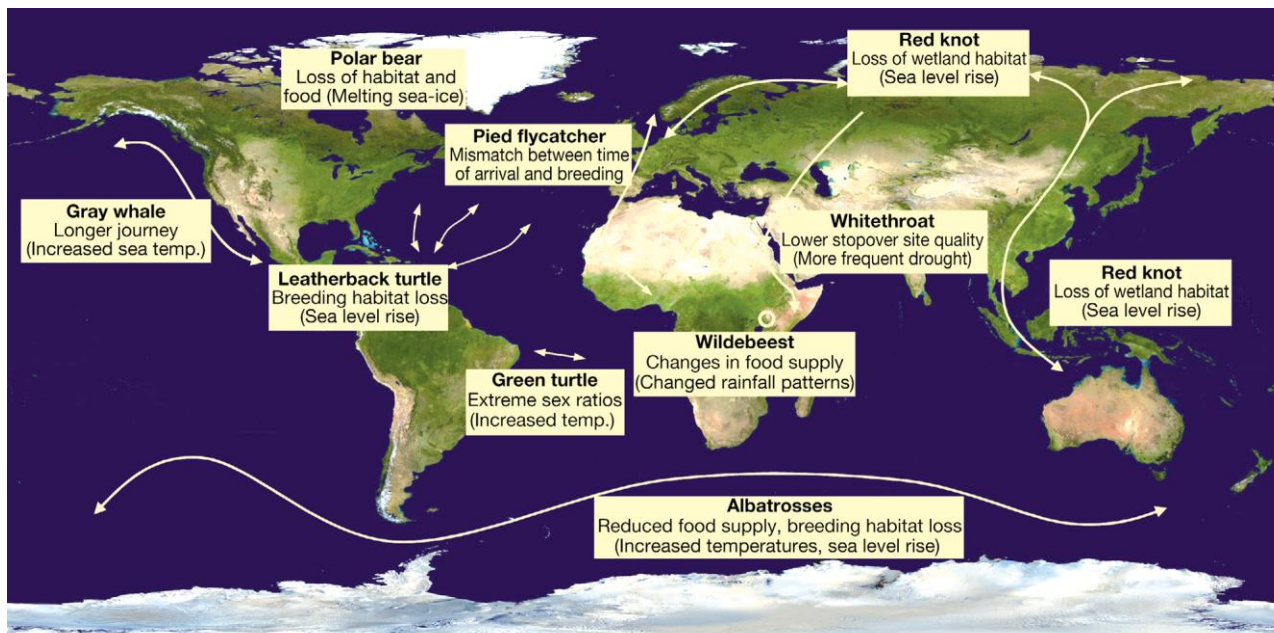 Polar bear
Loss of habitat and
food (Melting sea-ice)
Red knot
Loss of wetland habitat
(Sea level rise)
Pied flycatcher
Mismatch between time
of arrival and breeding
Gray whale
Longer journey
(Increased sea temp.)
Whitethroat
Lower stopover site quality
(More frequent drought)
Leatherback turtle
Breeding habitat loss
(Sea level rise)
Red knot
Loss of wetland habitat
(Sea level rise)
Wildebeest
Changes in food supply
(Changed rainfall patterns)
Green turtle
Extreme sex ratios
(Increased temp.)
Albatrosses
Reduced food supply, breeding habitat loss
(Increased temperatures, sea level rise)